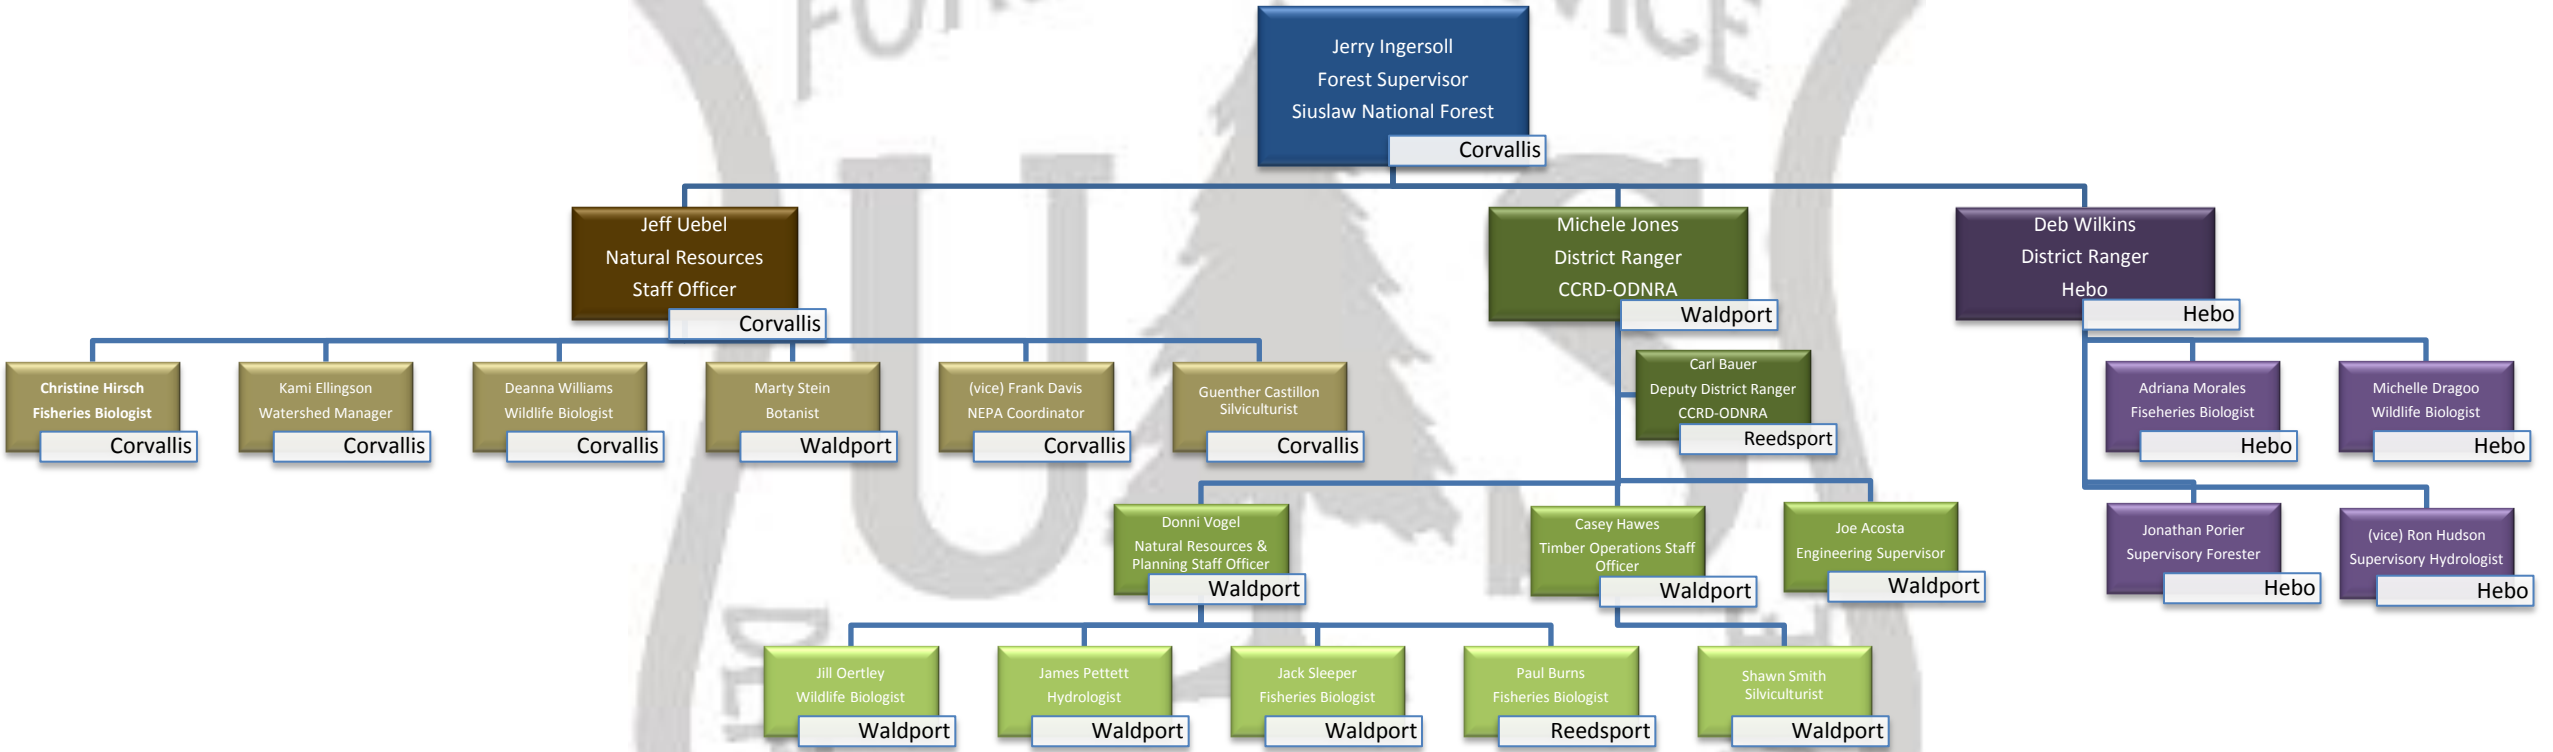 Jerry Ingersoll
Forest Supervisor
Siuslaw National Forest
Corvallis
Jeff Uebel
Natural Resources
Staff Officer
Corvallis
Michele Jones
District Ranger
CCRD-ODNRA
Waldport
Deb Wilkins
District Ranger
Hebo
Hebo
Christine Hirsch
Fisheries Biologist
Corvallis
Kami Ellingson
Watershed Manager
Corvallis
Deanna Williams
Wildlife Biologist
Corvallis
Marty Stein
Botanist
Waldport
(vice) Frank Davis
NEPA Coordinator
Corvallis
Guenther Castillon
Silviculturist
Corvallis
Carl Bauer
Deputy District Ranger
CCRD-ODNRA
Reedsport
Adriana Morales
Fiseheries Biologist
Hebo
Michelle Dragoo
Wildlife Biologist
Hebo
Donni Vogel
Natural Resources &
Planning Staff Officer
Waldport
Casey Hawes
Timber Operations Staff
Officer
Waldport
Joe Acosta
Engineering Supervisor
Waldport
Jonathan Porier
Supervisory Forester
Hebo
(vice) Ron Hudson
Supervisory Hydrologist
Hebo
Jill Oertley
Wildlife Biologist
Waldport
James Pettett
Hydrologist
Waldport
Jack Sleeper
Fisheries Biologist
Waldport
Paul Burns
Fisheries Biologist
Reedsport
Shawn Smith
Silviculturist
Waldport
U
S